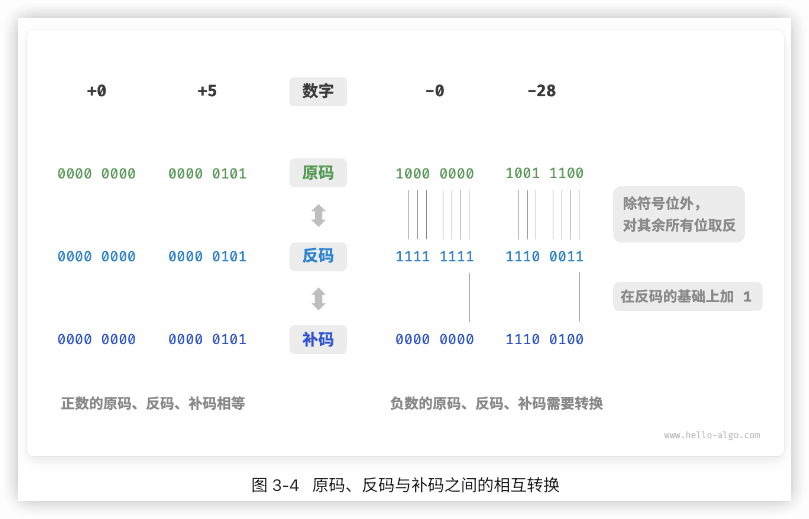 +0 +5 数字 -0 -28
0000 0000 0000 0101 原码 1000 0000 1001 1100
除符号位外，
对其余所有位取反
0000 0000 0000 0101 反码 1111 1111 1110 0011
在反码的基础上加 1
0000 0000 0000 0101 补码 0000 0000 1110 0100
正数的原码、反码、补码相等 负数的原码、反码、补码需要转换
www.hello-algo.com
图 3-4 原码、反码与补码之间的相互转换